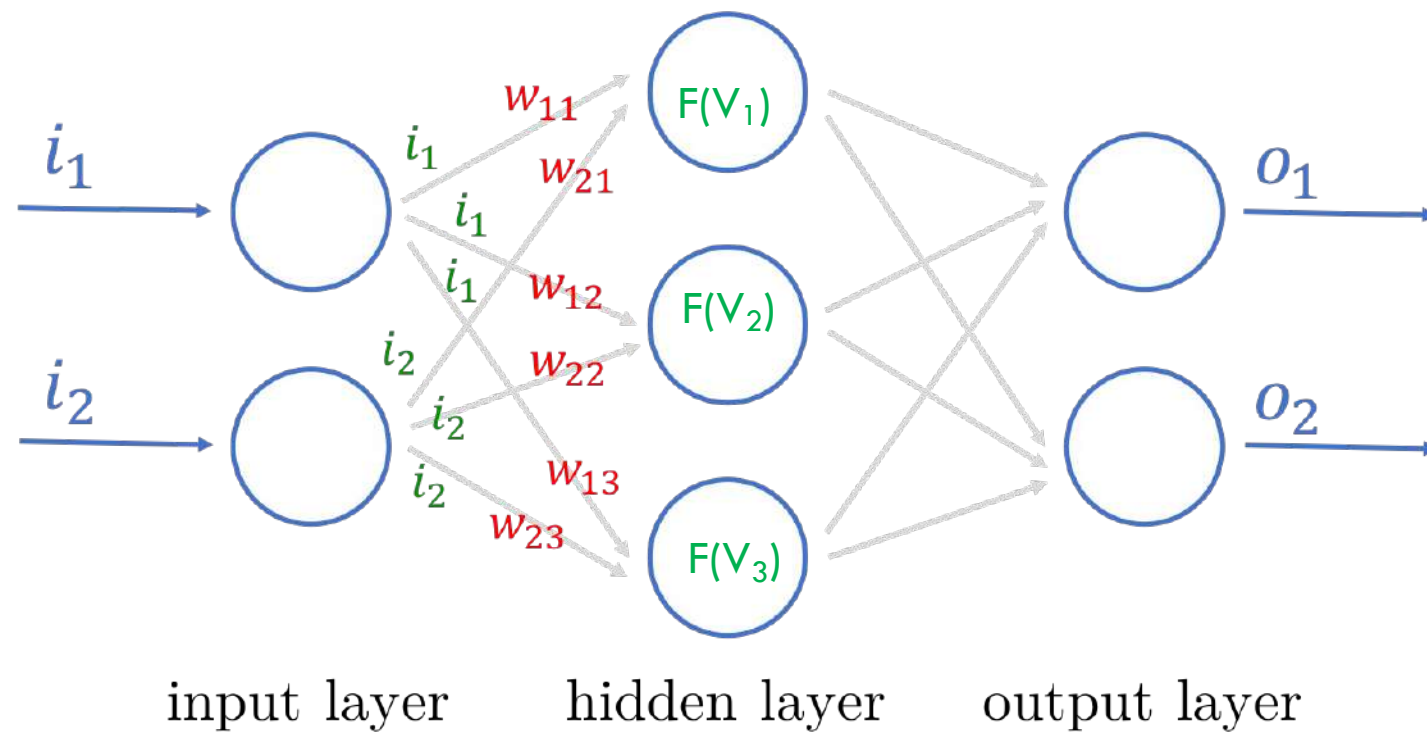 w₁₁
F(V₁)
i₁
i₁
w₂₁
o₁
i₁
i₁
w₁₂
F(V₂)
i₂
w₂₂
i₂
o₂
i₂
i₂
w₁₃
w₂₃
F(V₃)
input layer
hidden layer
output layer